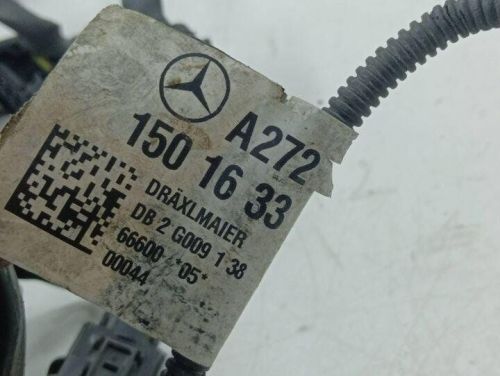 A272
150 16 33
DRÄXLMAIER
DB 2 G009 1 38
66600 *05*
00044